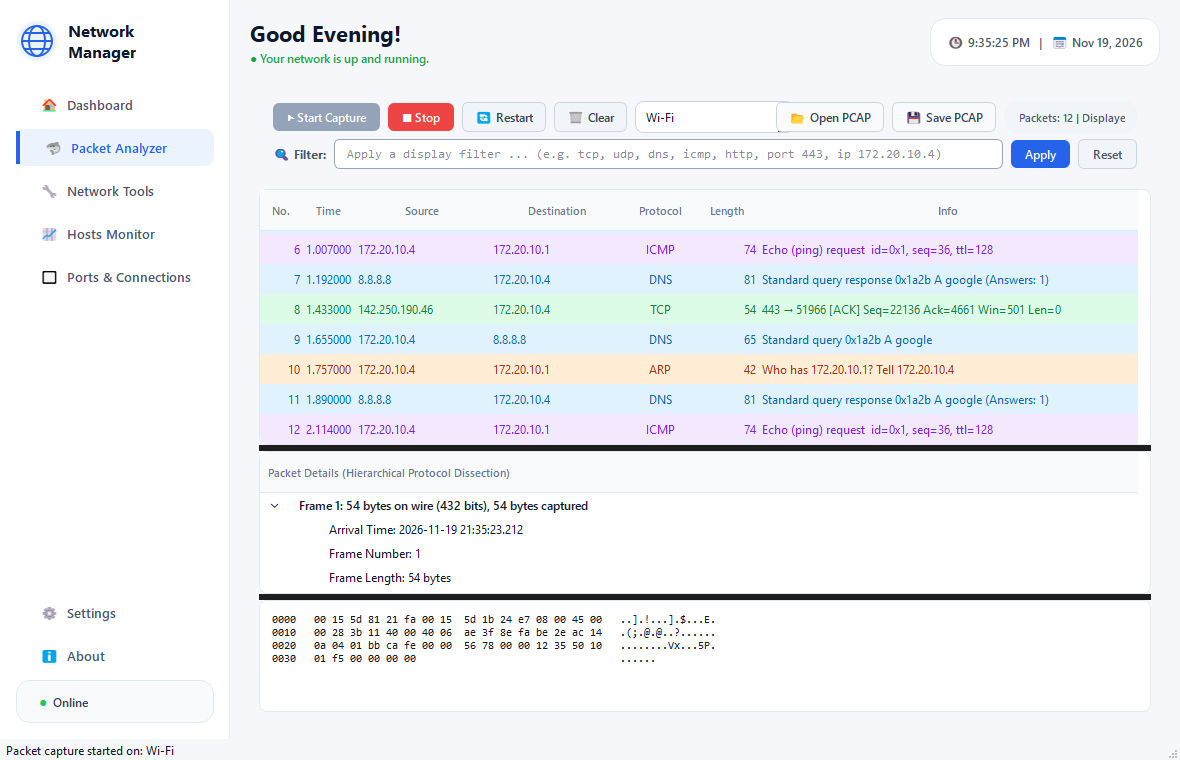 Network
Manager
Good Evening!
● Your network is up and running.
9:35:25 PM | Nov 19, 2026
Dashboard
Packet Analyzer
Network Tools
Hosts Monitor
Ports & Connections
Settings
About
● Online
Start Capture Stop Restart Clear Wi-Fi Open PCAP Save PCAP Packets: 12 | Displaye
Filter: Apply a display filter ... (e.g. tcp, udp, dns, icmp, http, port 443, ip 172.20.10.4) Apply Reset
No. Time Source Destination Protocol Length Info
6 1.007000 172.20.10.4 172.20.10.1 ICMP 74 Echo (ping) request id=0x1, seq=36, ttl=128
7 1.192000 8.8.8.8 172.20.10.4 DNS 81 Standard query response 0x1a2b A google (Answers: 1)
8 1.433000 142.250.190.46 172.20.10.4 TCP 54 443 → 51966 [ACK] Seq=22136 Ack=4661 Win=501 Len=0
9 1.655000 172.20.10.4 8.8.8.8 DNS 65 Standard query 0x1a2b A google
10 1.757000 172.20.10.4 172.20.10.1 ARP 42 Who has 172.20.10.1? Tell 172.20.10.4
11 1.890000 8.8.8.8 172.20.10.4 DNS 81 Standard query response 0x1a2b A google (Answers: 1)
12 2.114000 172.20.10.4 172.20.10.1 ICMP 74 Echo (ping) request id=0x1, seq=36, ttl=128
Packet Details (Hierarchical Protocol Dissection)
Frame 1: 54 bytes on wire (432 bits), 54 bytes captured
Arrival Time: 2026-11-19 21:35:23.212
Frame Number: 1
Frame Length: 54 bytes
0000 00 15 5d 81 21 fa 00 15 5d 1b 24 e7 08 00 45 00 ..].!...].$...E.
0010 00 28 3b 11 40 00 40 06 ae 3f 8e fa be 2e ac 14 .(;.@.@..?......
0020 0a 04 01 bb ca fe 00 00 56 78 00 00 12 35 50 10 ........Vx...5P.
0030 01 f5 00 00 00 00 ......
Packet capture started on: Wi-Fi